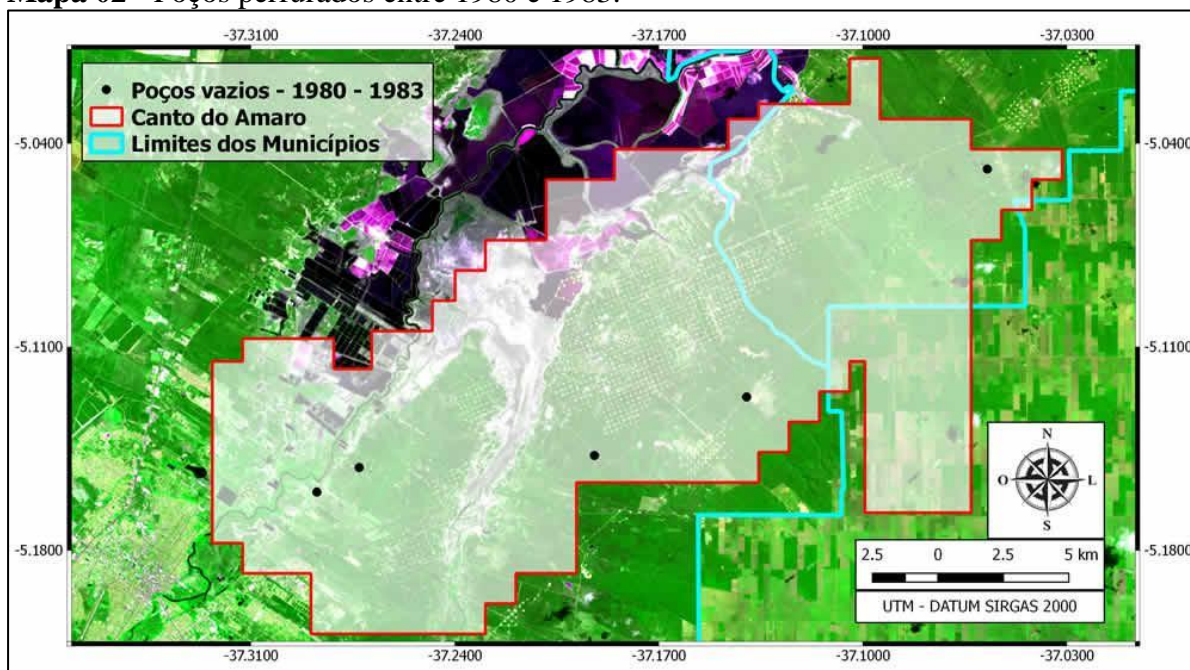 Mapa 02 - Poços perfurados entre 1980 e 1983.
-37.3100 -37.2400 -37.1700 -37.1000 -37.0300
Poços vazios - 1980 - 1983
Canto do Amaro
Limites dos Municípios
-5.0400 -5.0400
-5.1100 -5.1100
N
O L
S
-5.1800 -5.1800
2.5 0 2.5 5 km
UTM - DATUM SIRGAS 2000
-37.3100 -37.2400 -37.1700 -37.1000 -37.0300